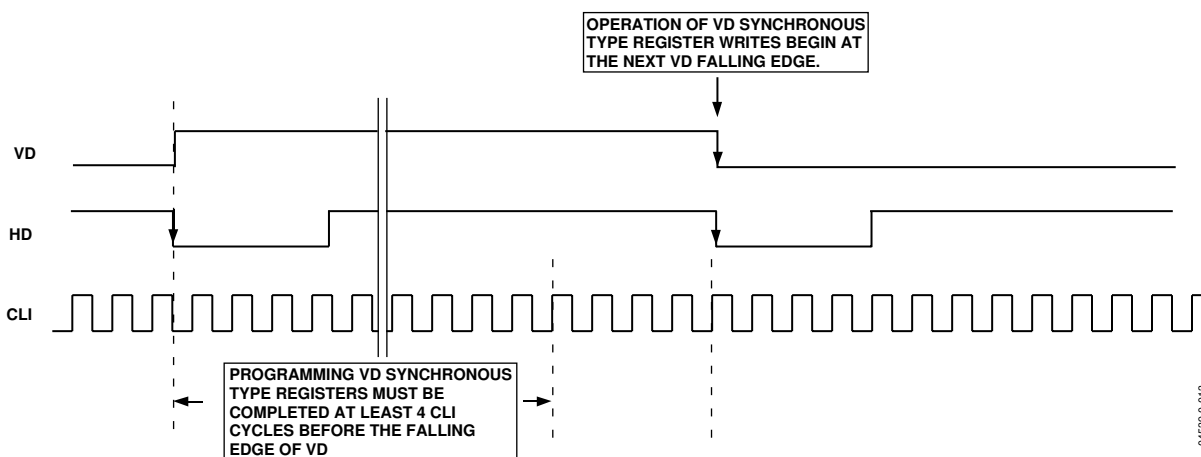 OPERATION OF VD SYNCHRONOUS
TYPE REGISTER WRITES BEGIN AT
THE NEXT VD FALLING EDGE.
VD
HD
CLI
PROGRAMMING VD SYNCHRONOUS
TYPE REGISTERS MUST BE
COMPLETED AT LEAST 4 CLI
CYCLES BEFORE THE FALLING
EDGE OF VD